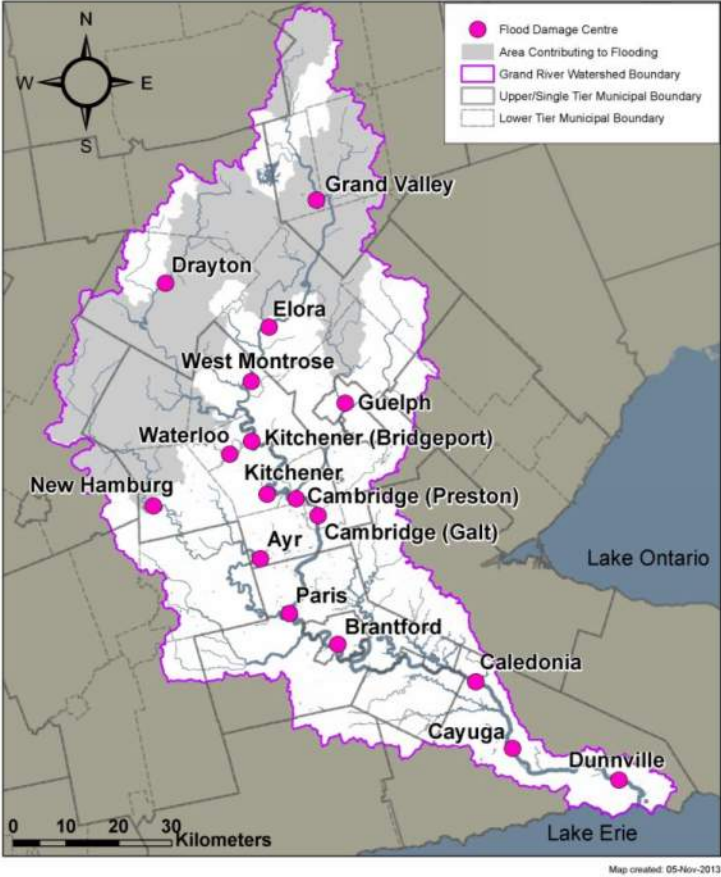 N
W
E
S
Flood Damage Centre
Area Contributing to Flooding
Grand River Watershed Boundary
Upper/Single Tier Municipal Boundary
Lower Tier Municipal Boundary
Grand Valley
Drayton
Elora
West Montrose
Guelph
Waterloo
Kitchener (Bridgeport)
New Hamburg
Kitchener
Cambridge (Preston)
Cambridge (Galt)
Ayr
Lake Ontario
Paris
Brantford
Caledonia
Cayuga
Dunnville
0 10 20 30
Kilometers
Lake Erie
Map created: 05-Nov-2013